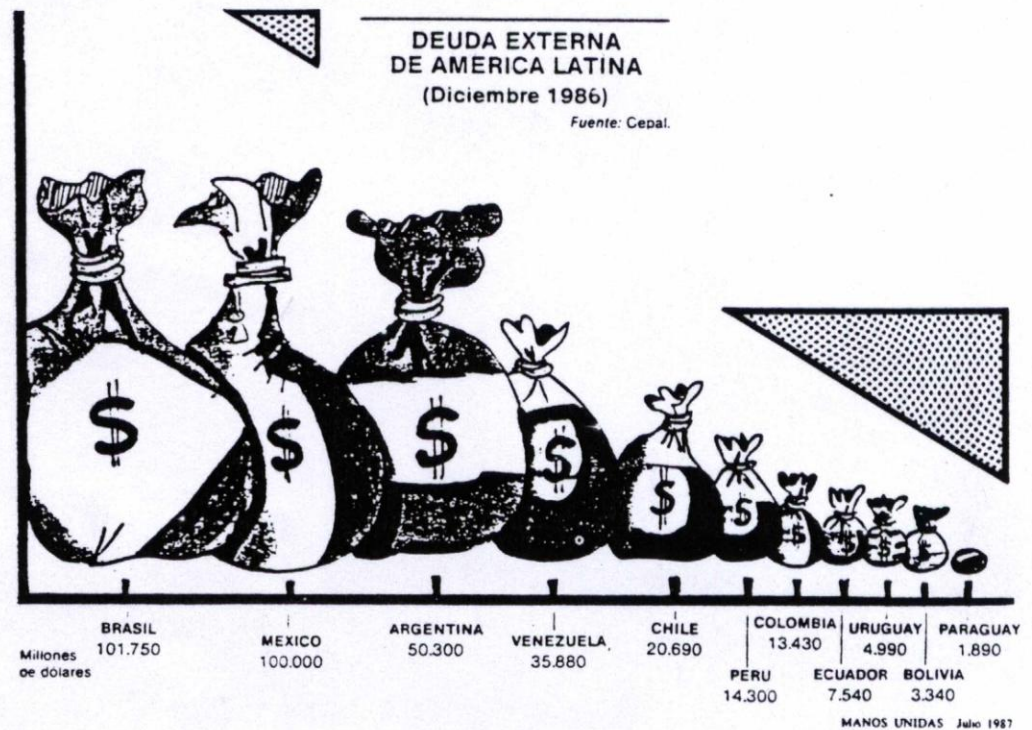 DEUDA EXTERNA
DE AMERICA LATINA
(Diciembre 1986)
Fuente: Cepal.
$ $ $ $ $ $ $ $ $ $
Millones
de dólares
BRASIL
101.750
MEXICO
100.000
ARGENTINA
50.300
VENEZUELA
35.880
CHILE
20.690
PERU
14.300
COLOMBIA
13.430
ECUADOR
7.540
URUGUAY
4.990
BOLIVIA
3.340
PARAGUAY
1.890
MANOS UNIDAS Julio 1987